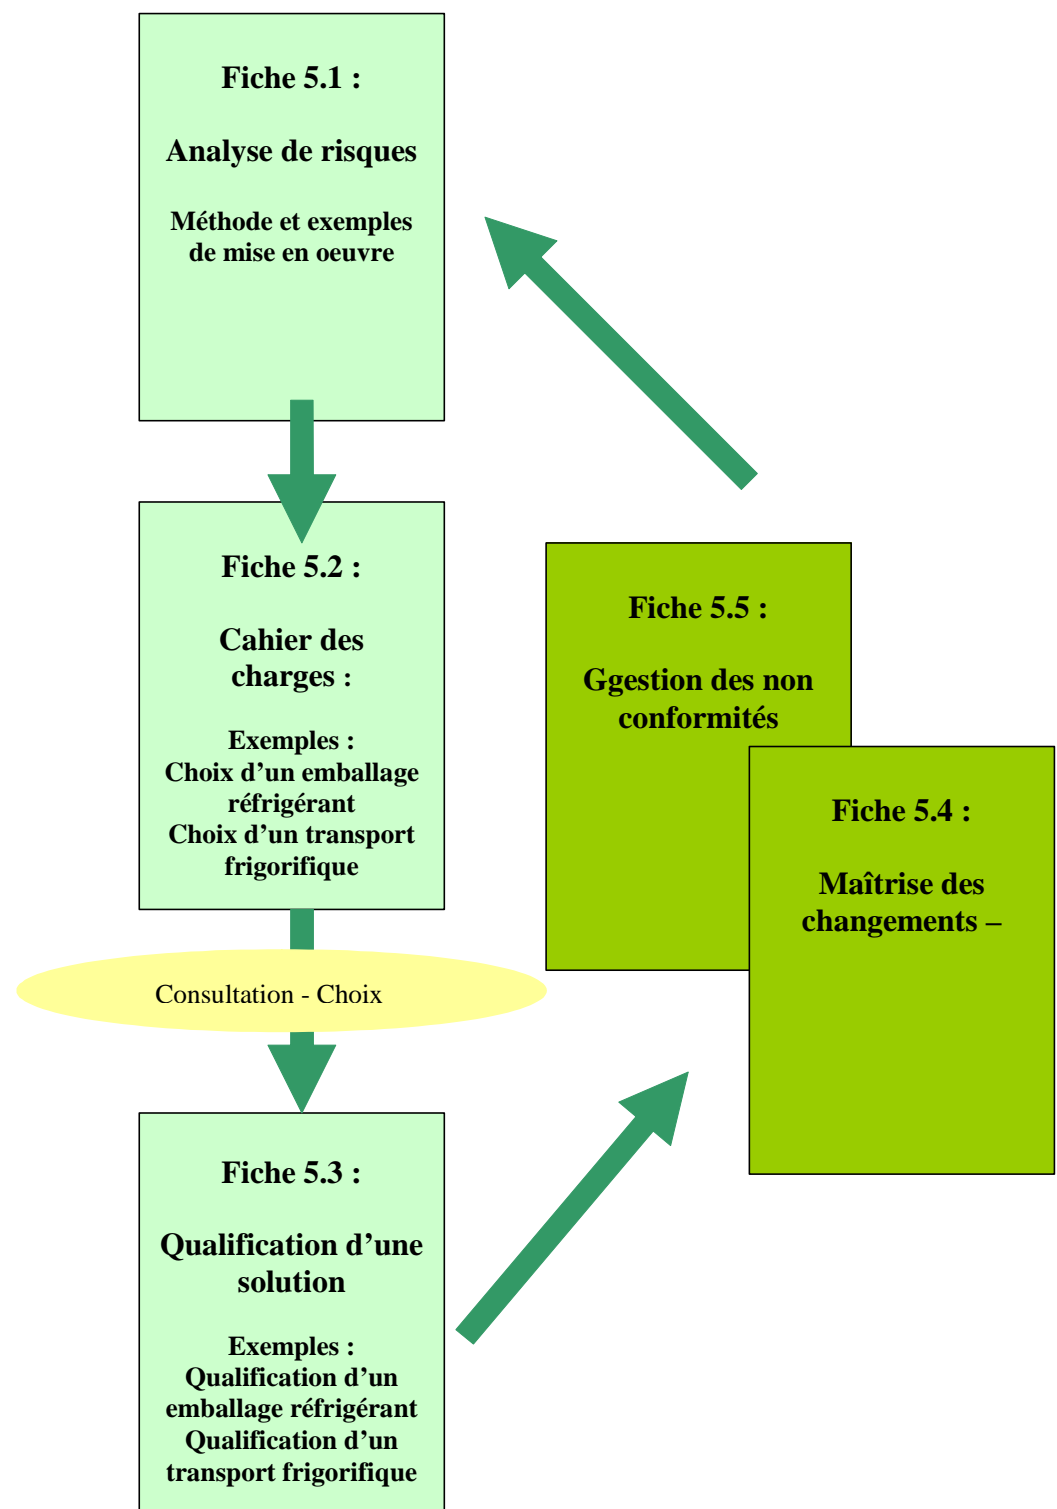 Fiche 5.1 :
Analyse de risques
Méthode et exemples
de mise en oeuvre
Fiche 5.2 :
Cahier des
charges :
Exemples :
Choix d’un emballage
réfrigérant
Choix d’un transport
frigorifique
Consultation - Choix
Fiche 5.3 :
Qualification d’une
solution
Exemples :
Qualification d’un
emballage réfrigérant
Qualification d’un
transport frigorifique
Fiche 5.5 :
Ggestion des non
conformités
Fiche 5.4 :
Maîtrise des
changements –